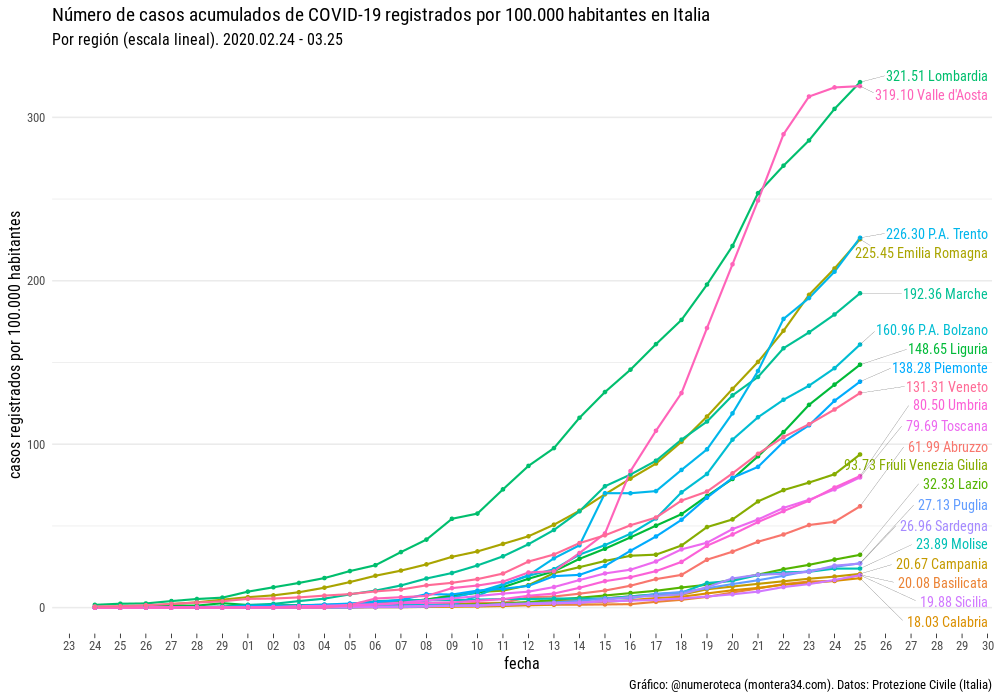 Número de casos acumulados de COVID-19 registrados por 100.000 habitantes en Italia
Por región (escala lineal). 2020.02.24 - 03.25
casos registrados por 100.000 habitantes
300
200
100
0
321.51 Lombardia
319.10 Valle d'Aosta
226.30 P.A. Trento
225.45 Emilia Romagna
192.36 Marche
160.96 P.A. Bolzano
148.65 Liguria
138.28 Piemonte
131.31 Veneto
80.50 Umbria
79.69 Toscana
61.99 Abruzzo
93.73 Friuli Venezia Giulia
32.33 Lazio
27.13 Puglia
26.96 Sardegna
23.89 Molise
20.67 Campania
20.08 Basilicata
19.88 Sicilia
18.03 Calabria
23 24 25 26 27 28 29 01 02 03 04 05 06 07 08 09 10 11 12 13 14 15 16 17 18 19 20 21 22 23 24 25 26 27 28 29 30
fecha
Gráfico: @numeroteca (montera34.com). Datos: Protezione Civile (Italia)